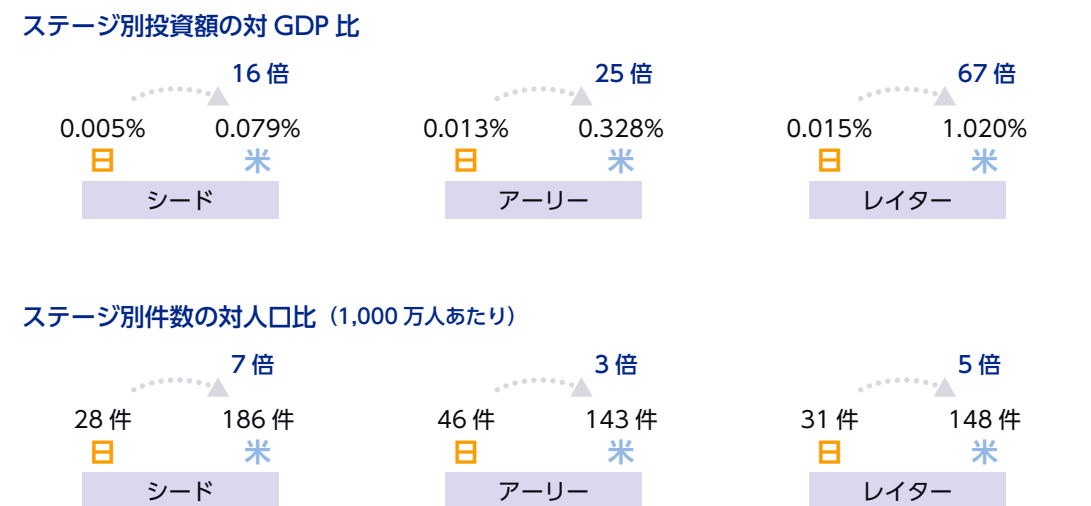 ステージ別投資額の対 GDP 比
16 倍 25 倍 67 倍
0.005% 0.079% 0.013% 0.328% 0.015% 1.020%
日 米 日 米 日 米
シード アーリー レイター
ステージ別件数の対人口比（1,000 万人あたり）
7 倍 3 倍 5 倍
28 件 186 件 46 件 143 件 31 件 148 件
日 米 日 米 日 米
シード アーリー レイター